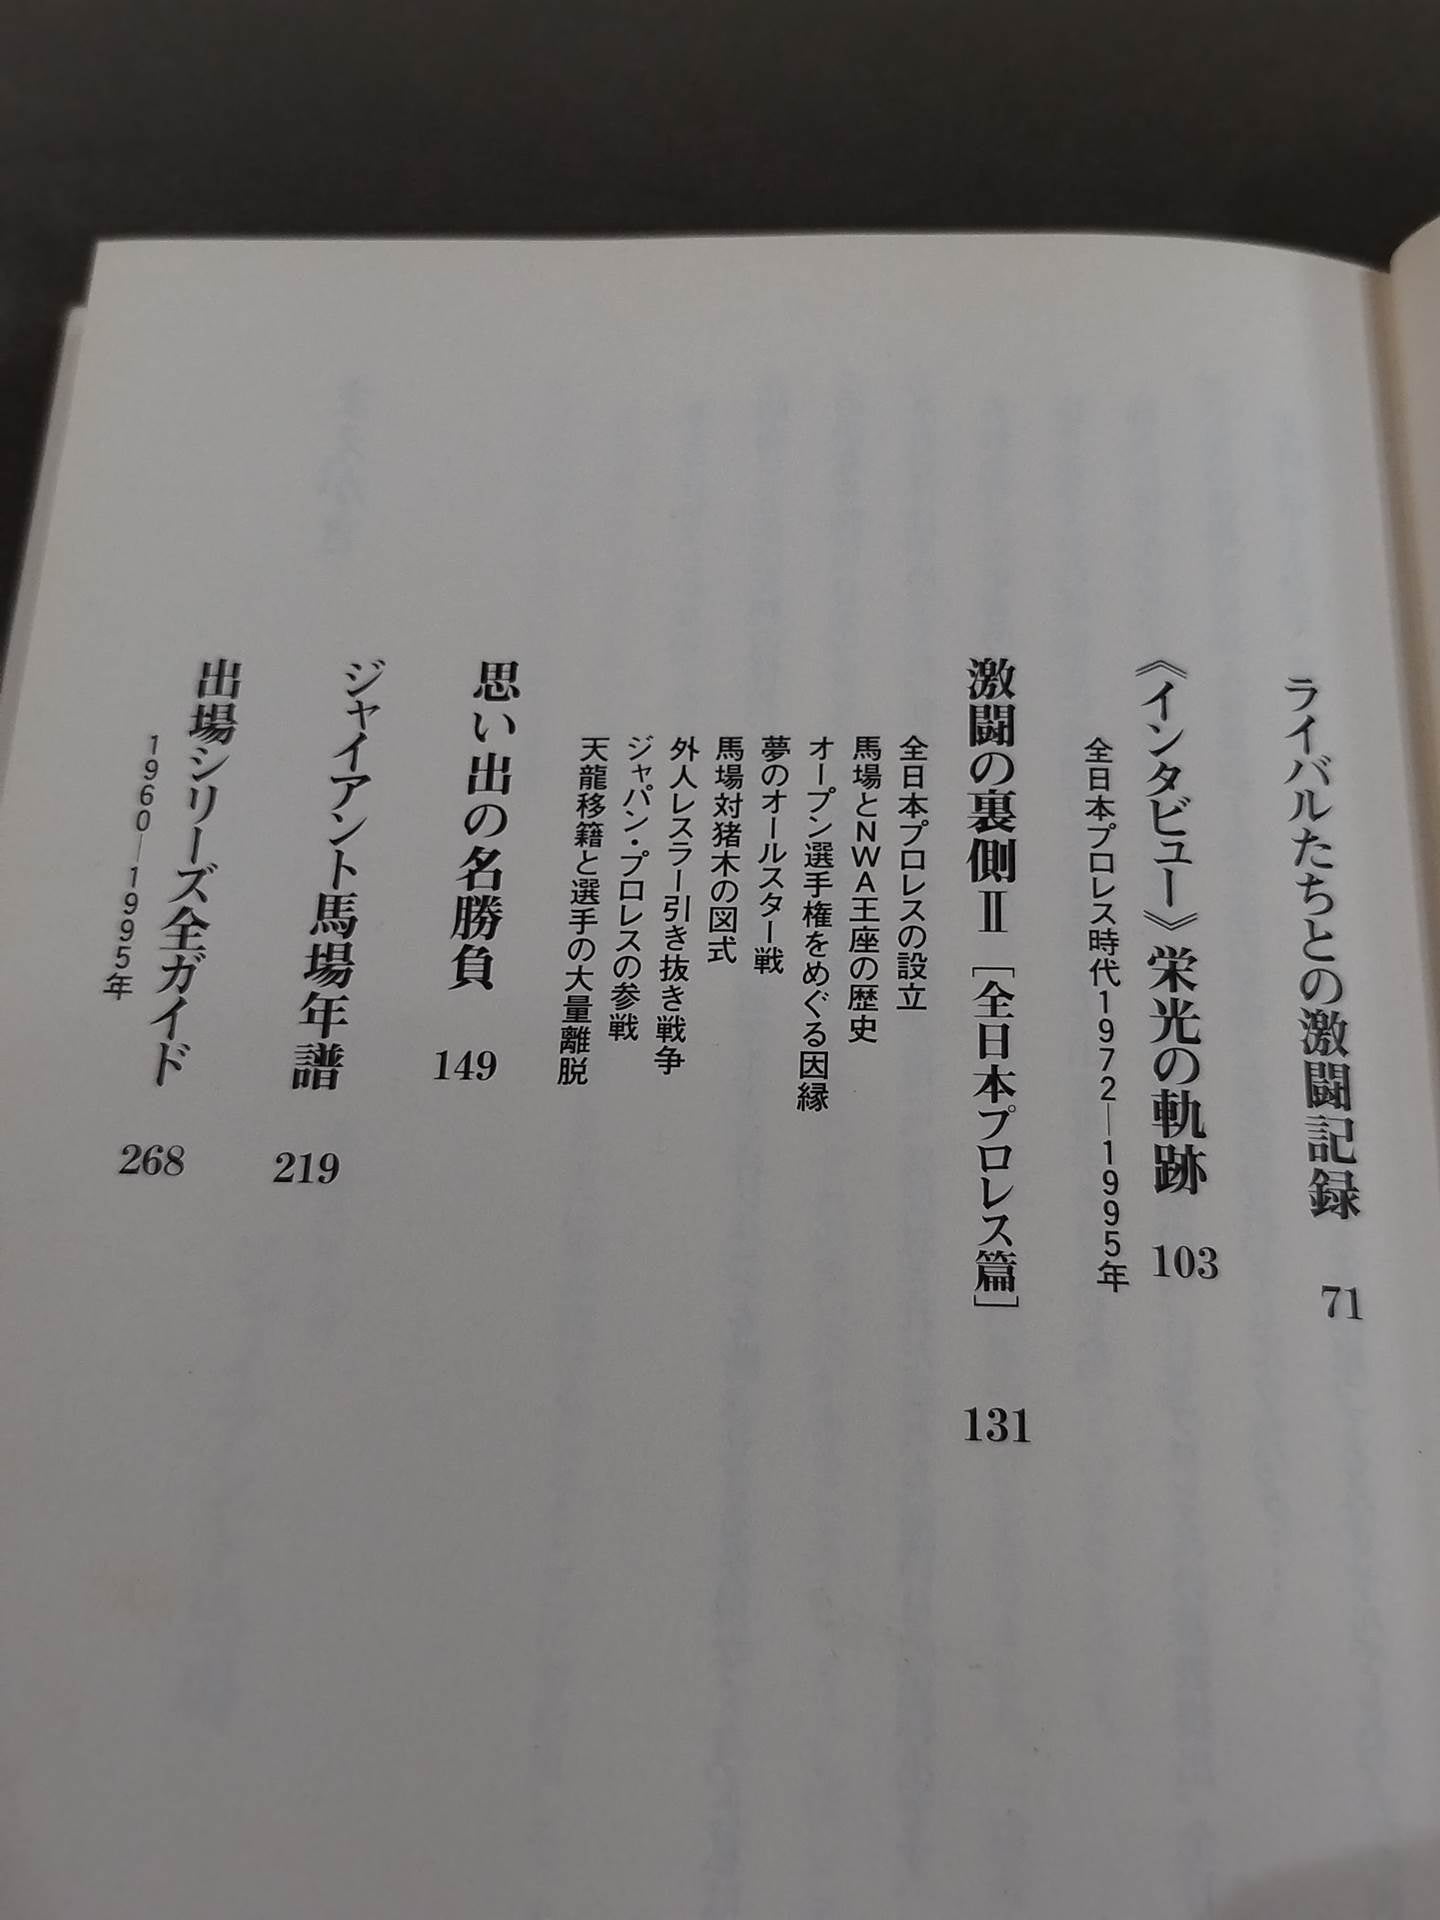 ライバルたちとの激闘記録 71
《インタビュー》栄光の軌跡 103
全日本プロレス時代1972―1995年
激闘の裏側Ⅱ[全日本プロレス篇] 131
全日本プロレスの設立
馬場とNWA王座の歴史
オープン選手権をめぐる因縁
夢のオールスター戦
馬場対猪木の図式
外人レスラー引き抜き戦争
ジャパン・プロレスの参戦
天龍移籍と選手の大量離脱
思い出の名勝負 149
ジャイアント馬場年譜 219
出場シリーズ全ガイド 268
1960―1995年